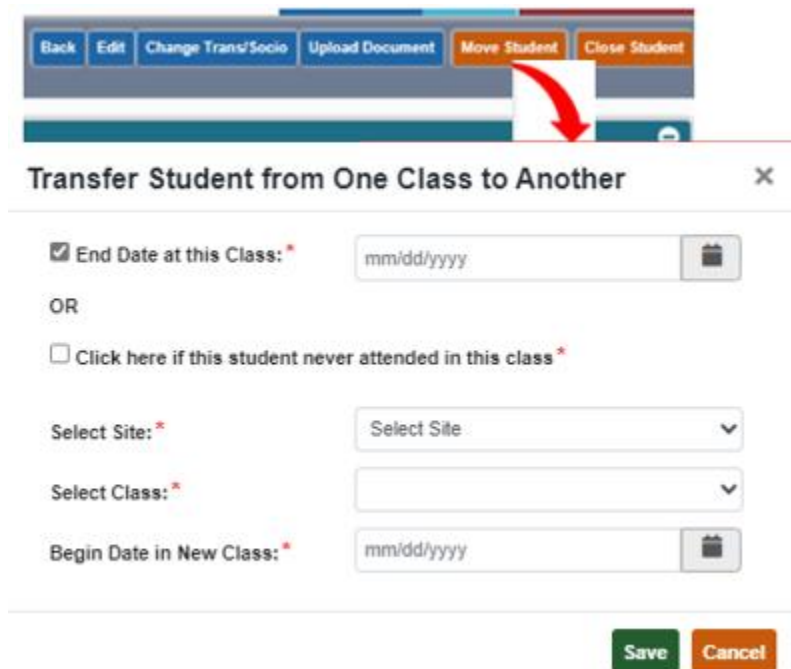 Back Edit Change Trans/Socio Upload Document Move Student Close Student
Transfer Student from One Class to Another ×
End Date at this Class:* mm/dd/yyyy
OR
Click here if this student never attended in this class*
Select Site:* Select Site
Select Class:*
Begin Date in New Class:* mm/dd/yyyy
Save Cancel